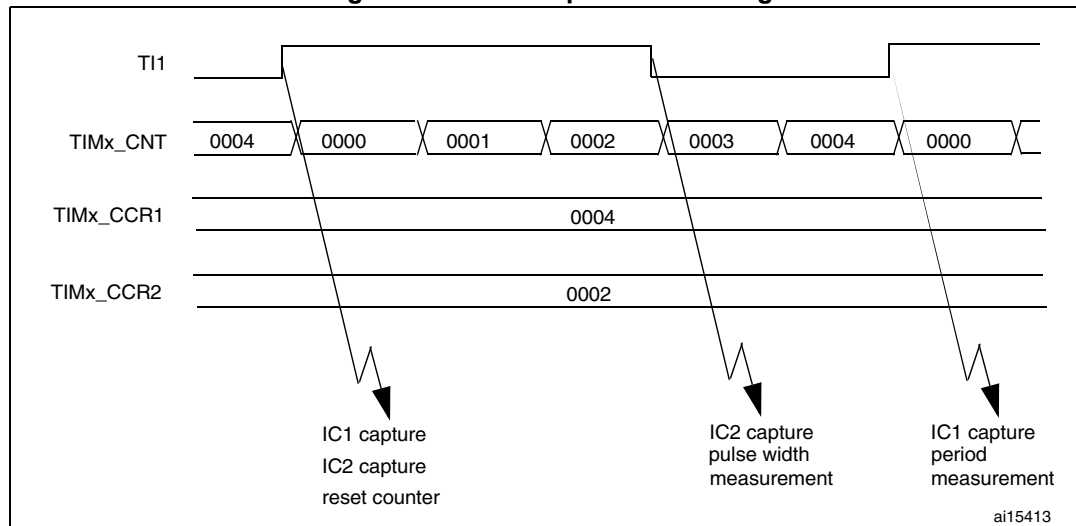 TI1
TIMx_CNT 0004 0000 0001 0002 0003 0004 0000
TIMx_CCR1 0004
TIMx_CCR2 0002
IC1 capture
IC2 capture
reset counter
IC2 capture
pulse width
measurement
IC1 capture
period
measurement
ai15413